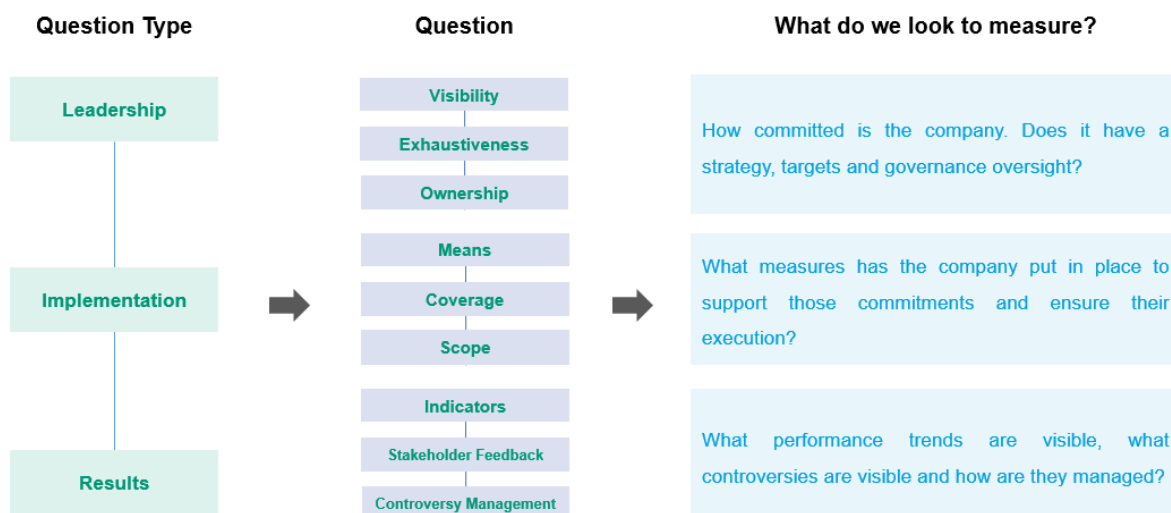 Question Type
Question
What do we look to measure?
Leadership
Visibility
Exhaustiveness
Ownership
How committed is the company. Does it have a
strategy, targets and governance oversight?
Implementation
Means
Coverage
Scope
What measures has the company put in place to
support those commitments and ensure their
execution?
Results
Indicators
Stakeholder Feedback
Controversy Management
What performance trends are visible, what
controversies are visible and how are they managed?